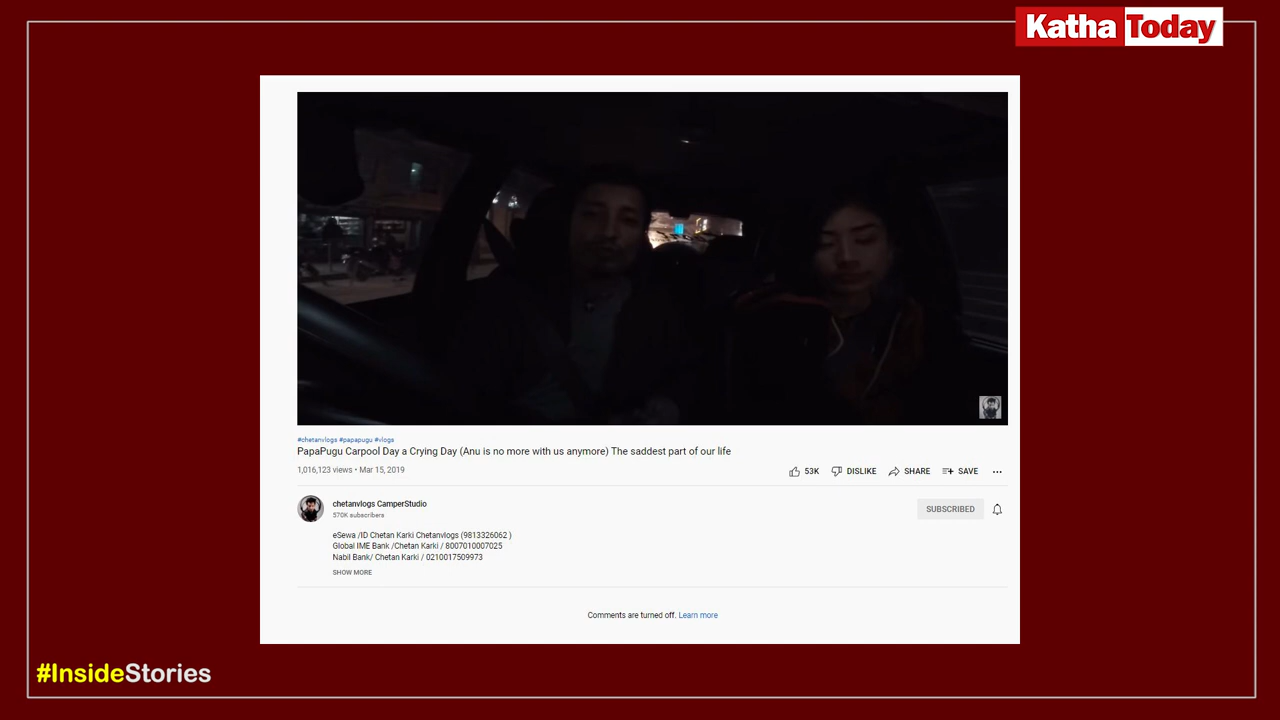 Katha Today
#chetanvlogs #papapugu #vlogs
PapaPugu Carpool Day a Crying Day (Anu is no more with us anymore) The saddest part of our life
1,016,123 views • Mar 15, 2019
53K DISLIKE SHARE SAVE ...
chetanvlogs CamperStudio
570K subscribers
SUBSCRIBED
eSewa /ID Chetan Karki Chetanvlogs (9813326062 )
Global IME Bank /Chetan Karki / 8007010007025
Nabil Bank/ Chetan Karki / 0210017509973
SHOW MORE
Comments are turned off. Learn more
#InsideStories